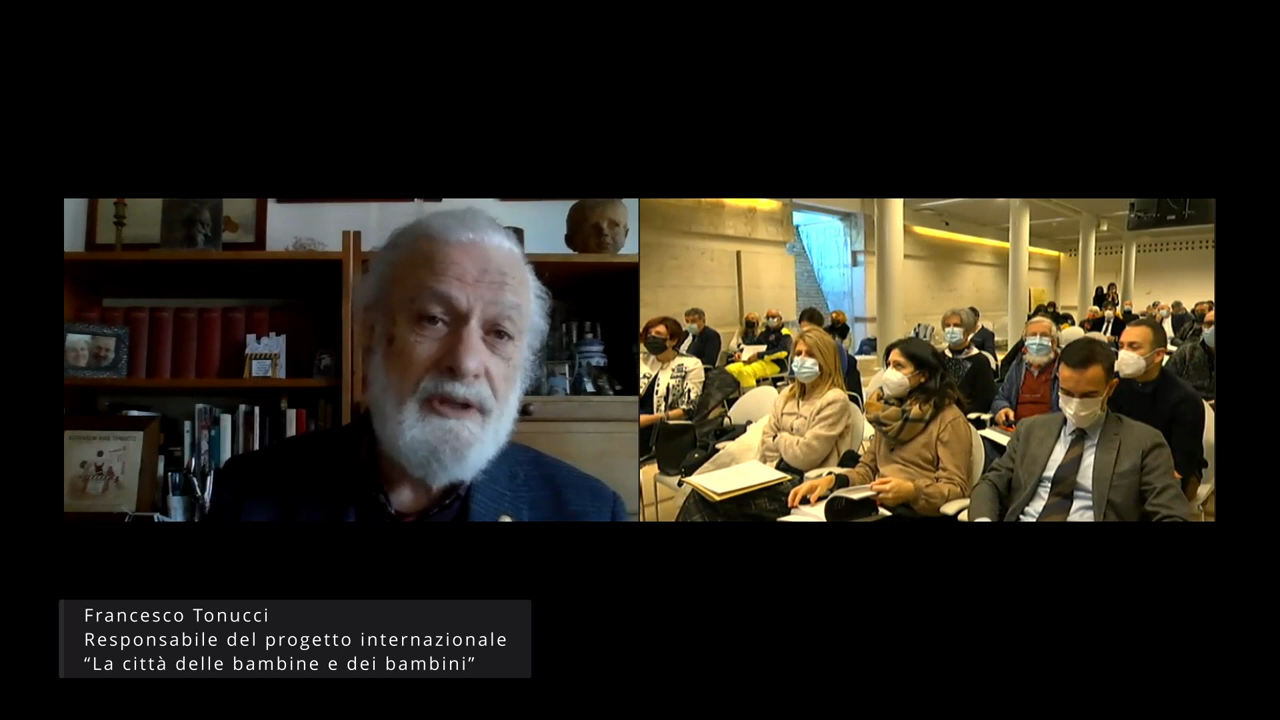 Francesco Tonucci
Responsabile del progetto internazionale
“La città delle bambine e dei bambini”